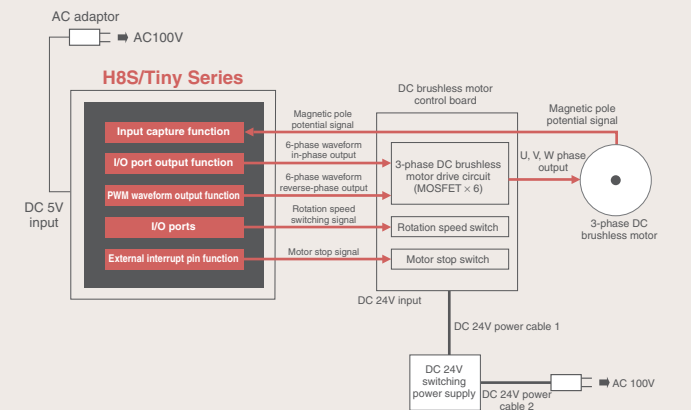 AC adaptor
AC100V
H8S/Tiny Series
DC brushless motor
control board
Magnetic pole
potential signal
Magnetic pole
potential signal
Input capture function
6-phase waveform
in-phase output
I/O port output function
3-phase DC brushless
motor drive circuit
(MOSFET × 6)
U, V, W phase
output
6-phase waveform
reverse-phase output
PWM waveform output function
DC 5V
input
Rotation speed
switching signal
I/O ports
Rotation speed switch
3-phase DC
brushless motor
Motor stop signal
External interrupt pin function
Motor stop switch
DC 24V input
DC 24V power cable 1
DC 24V
switching
power supply
DC 24V power
cable 2
AC 100V